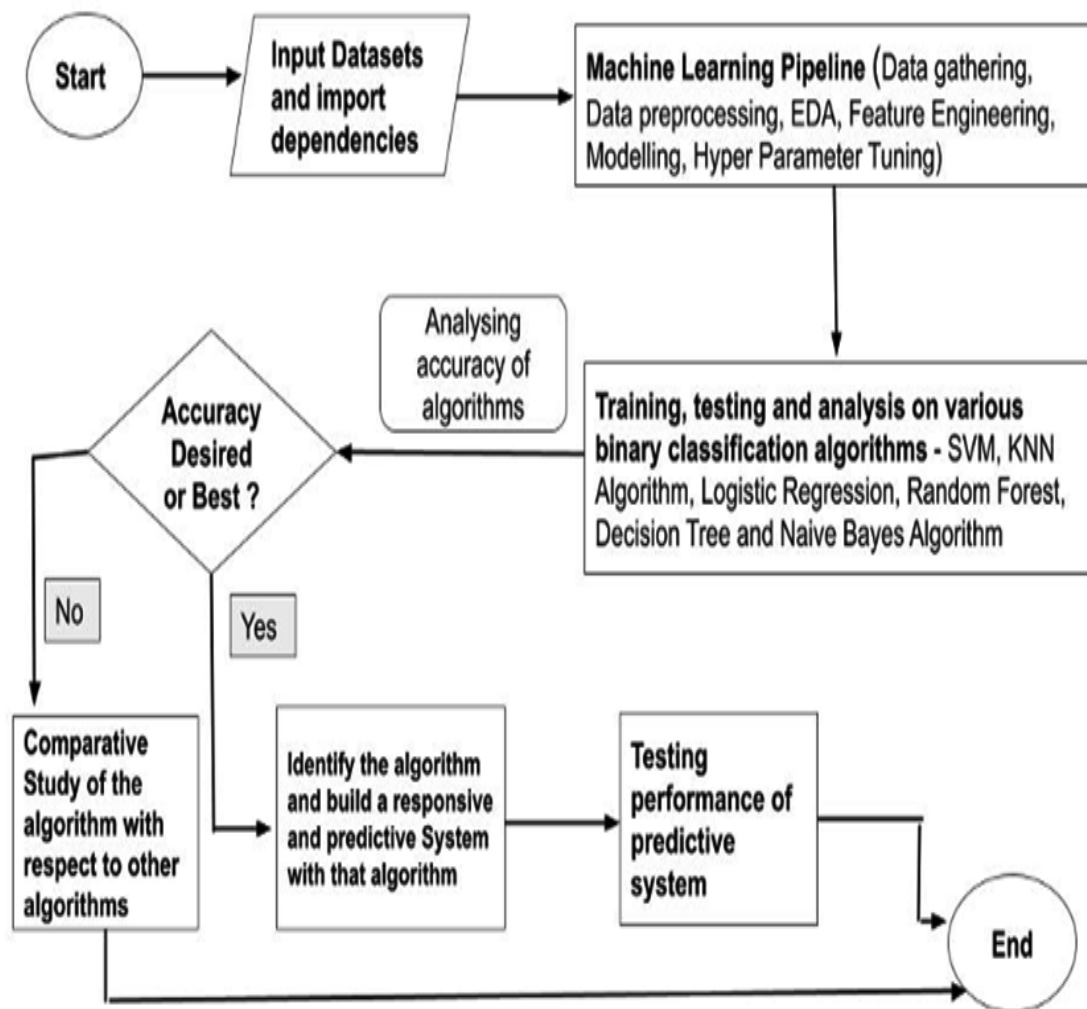 Start
Input Datasets
and import
dependencies
Machine Learning Pipeline (Data gathering,
Data preprocessing, EDA, Feature Engineering,
Modelling, Hyper Parameter Tuning)
Analysing
accuracy of
algorithms
Training, testing and analysis on various
binary classification algorithms - SVM, KNN
Algorithm, Logistic Regression, Random Forest,
Decision Tree and Naive Bayes Algorithm
Accuracy
Desired
or Best ?
No
Yes
Comparative
Study of the
algorithm with
respect to other
algorithms
Identify the algorithm
and build a responsive
and predictive System
with that algorithm
Testing
performance of
predictive
system
End